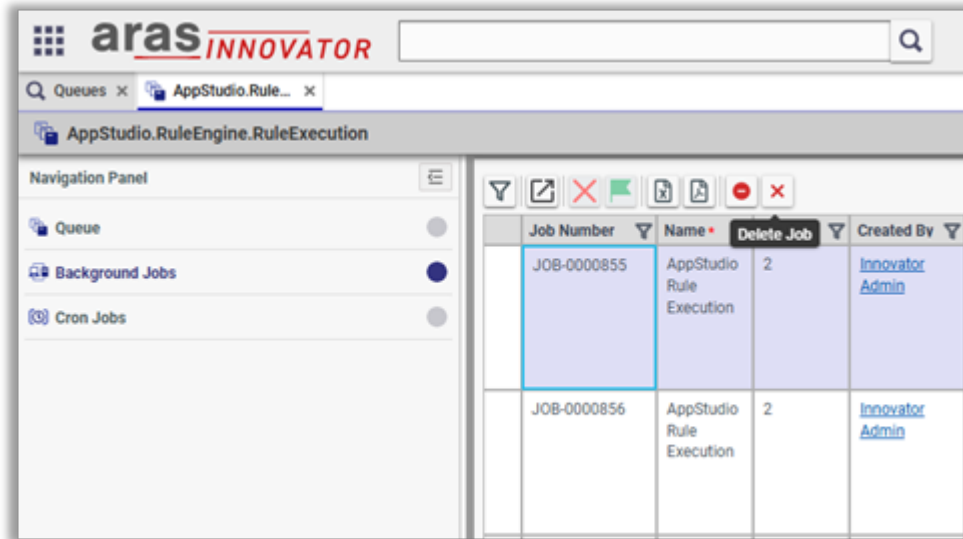 aras INNOVATOR
Queues
AppStudio.Rule...
AppStudio.RuleEngine.RuleExecution
Navigation Panel
Queue
Background Jobs
Cron Jobs
Delete Job
Job Number
Name
Created By
JOB-0000855
AppStudio
Rule
Execution
2
Innovator
Admin
JOB-0000856
AppStudio
Rule
Execution
2
Innovator
Admin